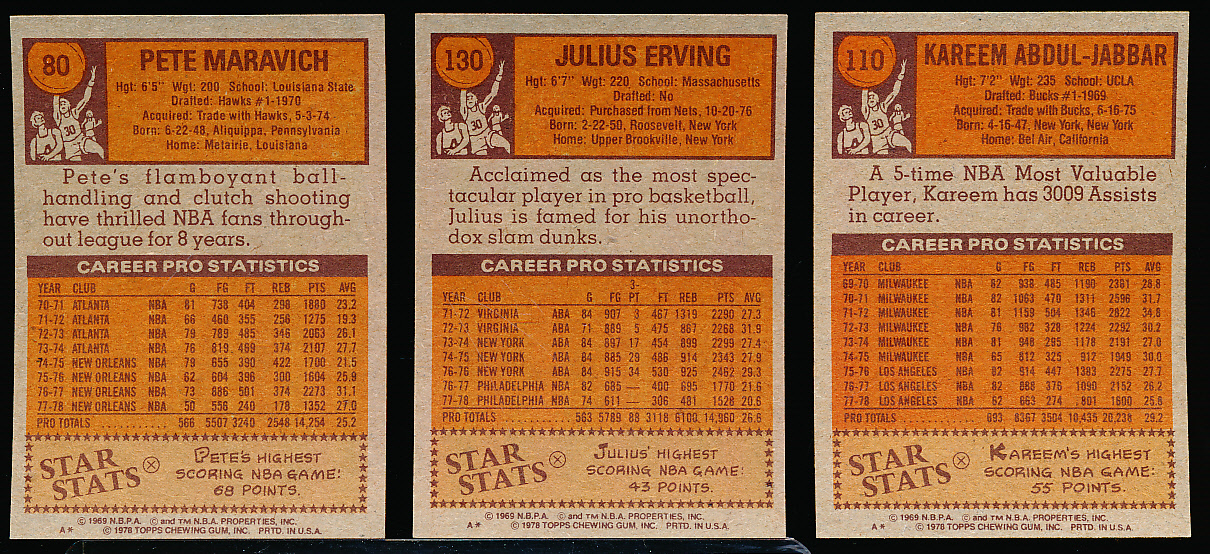 80
PETE MARAVICH
Hgt: 6'5" Wgt: 200 School: Louisiana State
Drafted: Hawks #1-1970
Acquired: Trade with Hawks, 5-3-74
Born: 6-22-48, Aliquippa, Pennsylvania
Home: Metairie, Louisiana
30
Pete's flamboyant ball-
handling and clutch shooting
have thrilled NBA fans through-
out league for 8 years.
CAREER PRO STATISTICS
YEAR CLUB G FG FT REB PTS AVG
70-71 ATLANTA NBA 81 738 404 298 1880 23.2
71-72 ATLANTA NBA 66 460 355 256 1275 19.3
72-73 ATLANTA NBA 79 789 485 346 2063 26.1
73-74 ATLANTA NBA 76 819 499 374 2107 27.7
74-75 NEW ORLEANS NBA 79 655 390 422 1700 21.5
75-76 NEW ORLEANS NBA 62 604 396 300 1604 25.9
76-77 NEW ORLEANS NBA 73 886 501 374 2273 31.1
77-78 NEW ORLEANS NBA 50 556 240 178 1352 27.0
PRO TOTALS .......... 566 5507 3240 2548 14,254 25.2
STAR
STATS
PETE'S HIGHEST
SCORING NBA GAME:
68 POINTS.
© 1969 N.B.P.A. © and TM N.B.A. PROPERTIES, INC.
A* © 1978 TOPPS CHEWING GUM, INC. PRTD. IN U.S.A.
130
JULIUS ERVING
Hgt: 6'7" Wgt: 220 School: Massachusetts
Drafted: No
Acquired: Purchased from Nets, 10-20-76
Born: 2-22-50, Roosevelt, New York
Home: Upper Brookville, New York
30
Acclaimed as the most spec-
tacular player in pro basketball,
Julius is famed for his unortho-
dox slam dunks.
CAREER PRO STATISTICS
3-
YEAR CLUB G FG PT FT REB PTS AVG
71-72 VIRGINIA ABA 84 907 3 467 1319 2290 27.3
72-73 VIRGINIA ABA 71 889 5 475 867 2268 31.9
73-74 NEW YORK ABA 84 897 17 454 899 2299 27.4
74-75 NEW YORK ABA 84 885 29 486 914 2343 27.9
76-76 NEW YORK ABA 84 915 34 530 925 2462 29.3
76-77 PHILADELPHIA NBA 82 685 — 400 695 1770 21.6
77-78 PHILADELPHIA NBA 74 611 — 306 481 1528 20.6
PRO TOTALS .......... 563 5789 88 3118 6100 14,960 26.6
STAR
STATS
JULIUS' HIGHEST
SCORING NBA GAME:
43 POINTS.
© 1969 N.B.P.A. © and TM N.B.A. PROPERTIES, INC.
A* © 1978 TOPPS CHEWING GUM, INC. PRTD. IN U.S.A.
110
KAREEM ABDUL-JABBAR
Hgt: 7'2" Wgt: 235 School: UCLA
Drafted: Bucks #1-1969
Acquired: Trade with Bucks, 6-16-75
Born: 4-16-47, New York, New York
Home: Bel Air, California
30
A 5-time NBA Most Valuable
Player, Kareem has 3009 Assists
in career.
CAREER PRO STATISTICS
YEAR CLUB G FG FT REB PTS AVG
69-70 MILWAUKEE NBA 82 938 485 1190 2361 28.8
70-71 MILWAUKEE NBA 82 1063 470 1311 2596 31.7
71-72 MILWAUKEE NBA 81 1159 504 1346 2822 34.8
72-73 MILWAUKEE NBA 76 982 328 1224 2292 30.2
73-74 MILWAUKEE NBA 81 948 295 1178 2191 27.0
74-75 MILWAUKEE NBA 65 812 325 912 1949 30.0
75-76 LOS ANGELES NBA 82 914 447 1383 2275 27.7
76-77 LOS ANGELES NBA 82 888 376 1090 2152 26.2
77-78 LOS ANGELES NBA 62 663 274 801 1600 25.8
PRO TOTALS .......... 693 8367 3504 10,435 20,238 29.2
STAR
STATS
KAREEM'S HIGHEST
SCORING NBA GAME:
55 POINTS.
© 1969 N.B.P.A. © and TM N.B.A. PROPERTIES, INC.
A* © 1978 TOPPS CHEWING GUM, INC. PRTD. IN U.S.A.